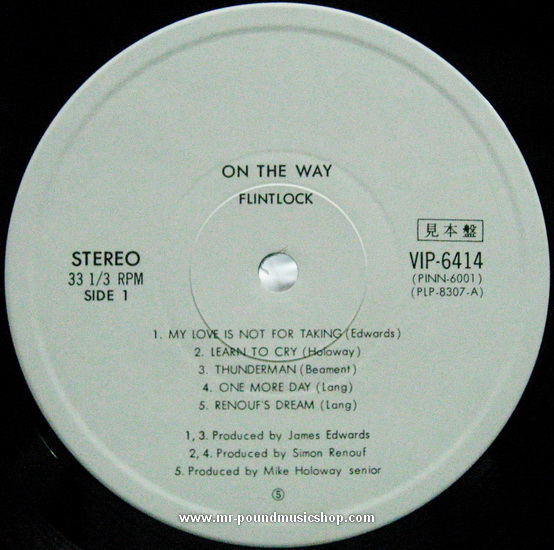 ON THE WAY
FLINTLOCK
見本盤
STEREO
33 1/3 RPM
SIDE 1
VIP-6414
(PINN-6001)
(PLP-8307-A)
1. MY LOVE IS NOT FOR TAKING (Edwards)
2. LEARN TO CRY (Holoway)
3. THUNDERMAN (Beament)
4. ONE MORE DAY (Lang)
5. RENOUF'S DREAM (Lang)
1, 3. Produced by James Edwards
2, 4. Produced by Simon Renouf
5. Produced by Mike Holoway senior
⑤
www.mr-poundmusicshop.com